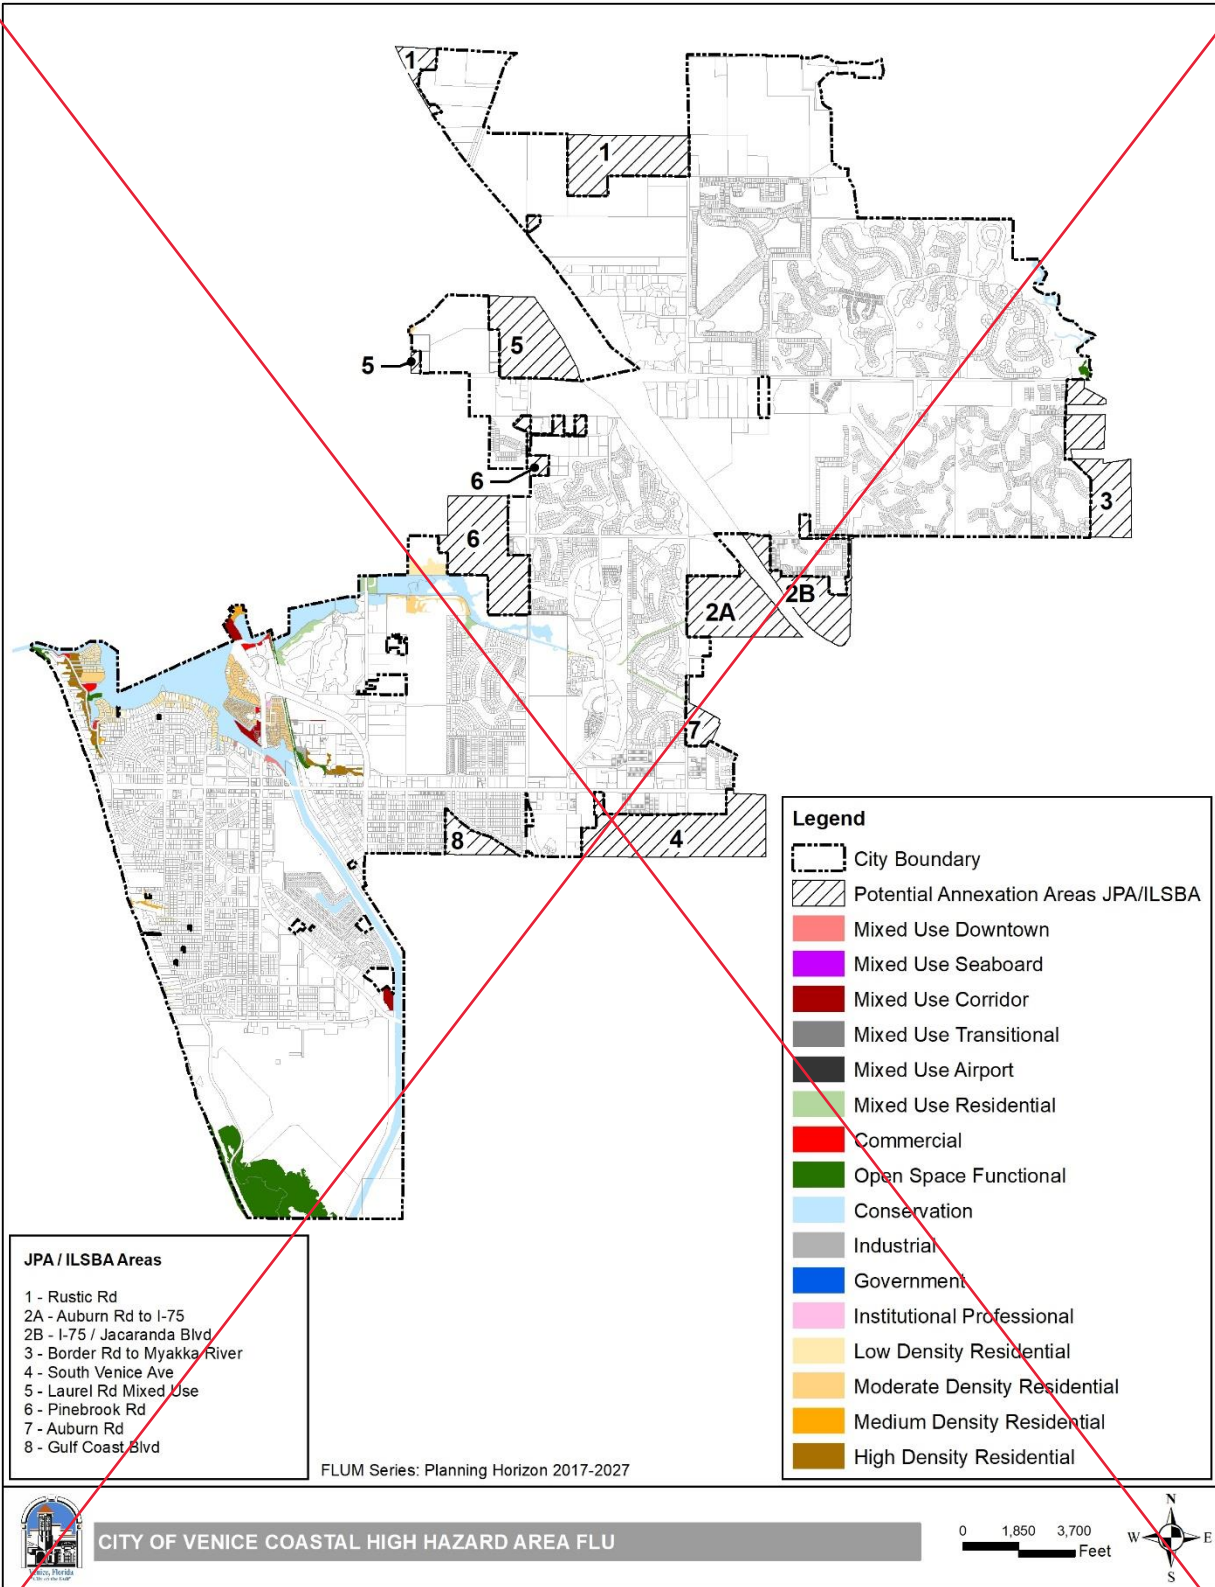 1
1
5
5
6
6
3
2B
2A
7
8
4
Legend
City Boundary
Potential Annexation Areas JPA/ILSBA
Mixed Use Downtown
Mixed Use Seaboard
Mixed Use Corridor
Mixed Use Transitional
Mixed Use Airport
Mixed Use Residential
Commercial
Open Space Functional
Conservation
Industrial
Government
Institutional Professional
Low Density Residential
Moderate Density Residential
Medium Density Residential
High Density Residential
JPA / ILSBA Areas
1 - Rustic Rd
2A - Auburn Rd to I-75
2B - I-75 / Jacaranda Blvd
3 - Border Rd to Myakka River
4 - South Venice Ave
5 - Laurel Rd Mixed Use
6 - Pinebrook Rd
7 - Auburn Rd
8 - Gulf Coast Blvd
FLUM Series: Planning Horizon 2017-2027
Venice, Florida
CITY OF VENICE COASTAL HIGH HAZARD AREA FLU
0 1,850 3,700
Feet
N
W E
S